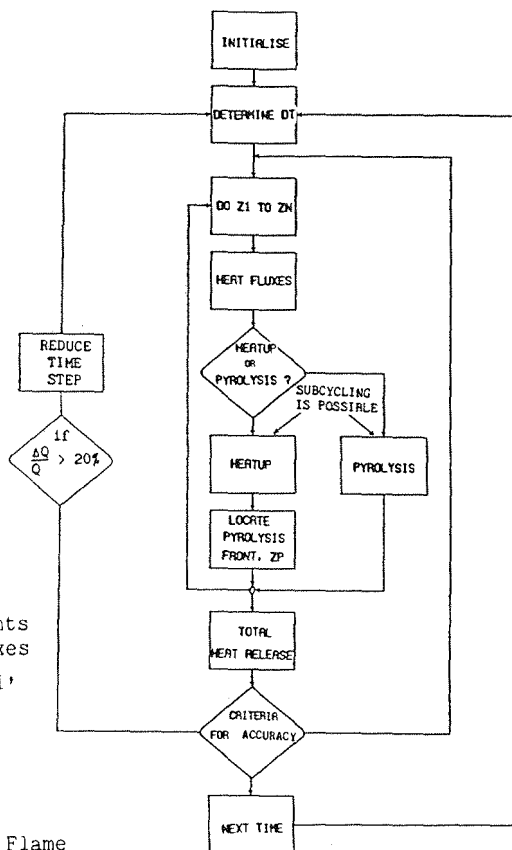 INITIALISE
DETERMINE DT
DO Z1 TO ZN
HEAT FLUXES
HEATUP
OR
PYROLYSIS ?
SUBCYCLING
IS POSSIBLE
HEATUP
PYROLYSIS
LOCATE
PYROLYSIS
FRONT, ZP
TOTAL
HEAT RELEASE
CRITERIA
FOR ACCURACY
NEXT TIME
REDUCE
TIME
STEP
if
ΔQ
Q > 20%
nts
xes
i'
Flame